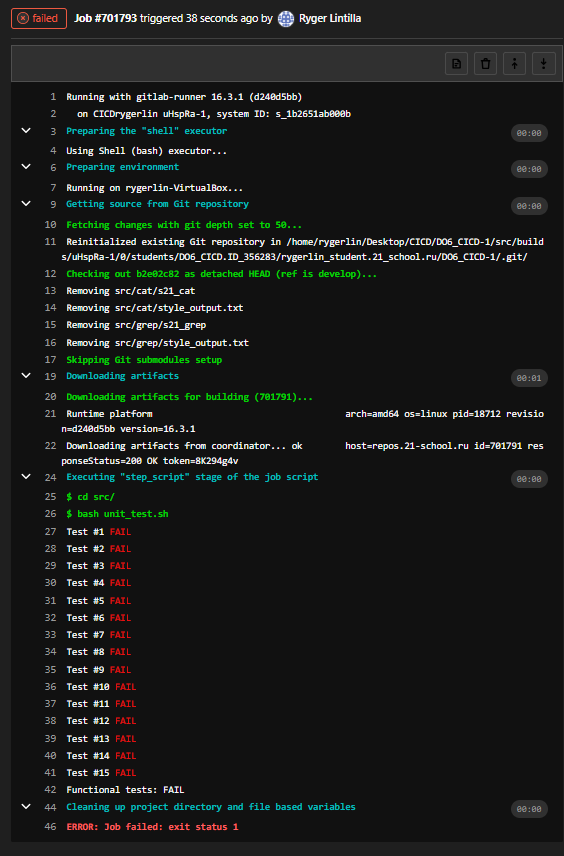 failed Job #701793 triggered 38 seconds ago by Ryger Lintilla
1 Running with gitlab-runner 16.3.1 (d240d5bb)
2 on CICDrygerlin uHspRa-1, system ID: s_1b2651ab000b
3 Preparing the "shell" executor 00:00
4 Using Shell (bash) executor...
6 Preparing environment 00:00
7 Running on rygerlin-VirtualBox...
9 Getting source from Git repository 00:00
10 Fetching changes with git depth set to 50...
11 Reinitialized existing Git repository in /home/rygerlin/Desktop/CICD/DO6_CICD-1/src/build
s/uHspRa-1/0/students/DO6_CICD.ID_356283/rygerlin_student.21_school.ru/DO6_CICD-1/.git/
12 Checking out b2e02c82 as detached HEAD (ref is develop)...
13 Removing src/cat/s21_cat
14 Removing src/cat/style_output.txt
15 Removing src/grep/s21_grep
16 Removing src/grep/style_output.txt
17 Skipping Git submodules setup
19 Downloading artifacts 00:01
20 Downloading artifacts for building (701791)...
21 Runtime platform arch=amd64 os=linux pid=18712 revisio
n=d240d5bb version=16.3.1
22 Downloading artifacts from coordinator... ok host=repos.21-school.ru id=701791 res
ponseStatus=200 OK token=8K294g4v
24 Executing "step_script" stage of the job script 00:00
25 $ cd src/
26 $ bash unit_test.sh
27 Test #1 FAIL
28 Test #2 FAIL
29 Test #3 FAIL
30 Test #4 FAIL
31 Test #5 FAIL
32 Test #6 FAIL
33 Test #7 FAIL
34 Test #8 FAIL
35 Test #9 FAIL
36 Test #10 FAIL
37 Test #11 FAIL
38 Test #12 FAIL
39 Test #13 FAIL
40 Test #14 FAIL
41 Test #15 FAIL
42 Functional tests: FAIL
44 Cleaning up project directory and file based variables 00:00
46 ERROR: Job failed: exit status 1